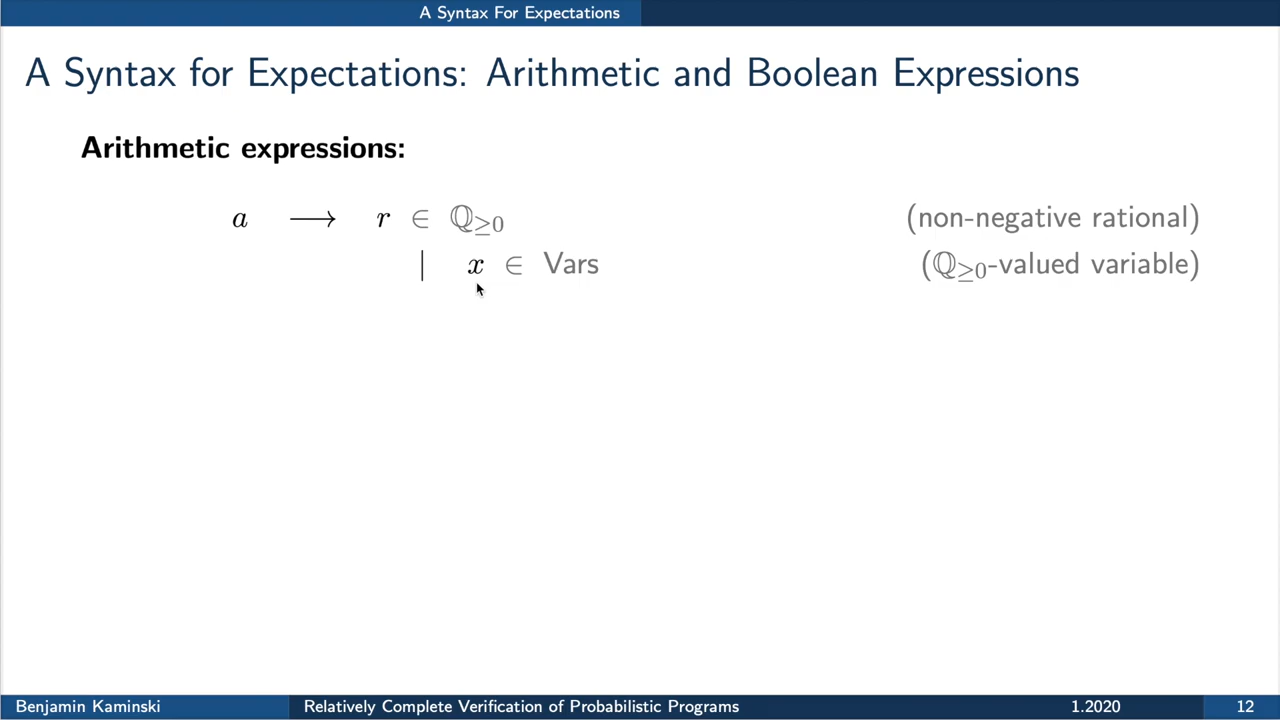 A Syntax For Expectations
A Syntax for Expectations: Arithmetic and Boolean Expressions
Arithmetic expressions:
a ⟶ r ∈ ℚ≥0 (non-negative rational)
| x ∈ Vars (ℚ≥0-valued variable)
Benjamin Kaminski Relatively Complete Verification of Probabilistic Programs 1.2020 12